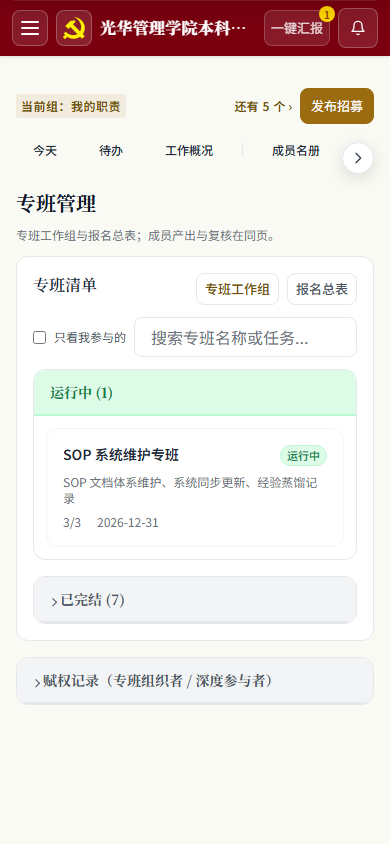 光华管理学院本科…
一键汇报
1
当前组：我的职责
还有 5 个 ›
发布招募
今天
待办
工作概况
成员名册
专班管理
专班工作组与报名总表；成员产出与复核在同页。
专班清单
专班工作组
报名总表
只看我参与的
搜索专班名称或任务...
运行中 (1)
SOP 系统维护专班
运行中
SOP 文档体系维护、系统同步更新、经验蒸馏记
录
3/3 2026-12-31
已完结 (7)
赋权记录（专班组织者 / 深度参与者）